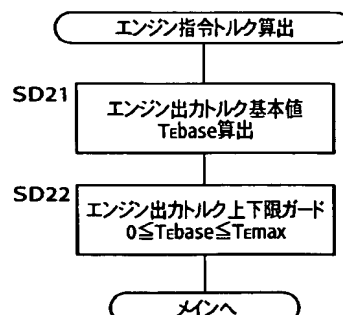 エンジン指令トルク算出
SD21
エンジン出力トルク基本値
TEbase算出
SD22
エンジン出力トルク上下限ガード
0≦TEbase≦TEmax
メインへ